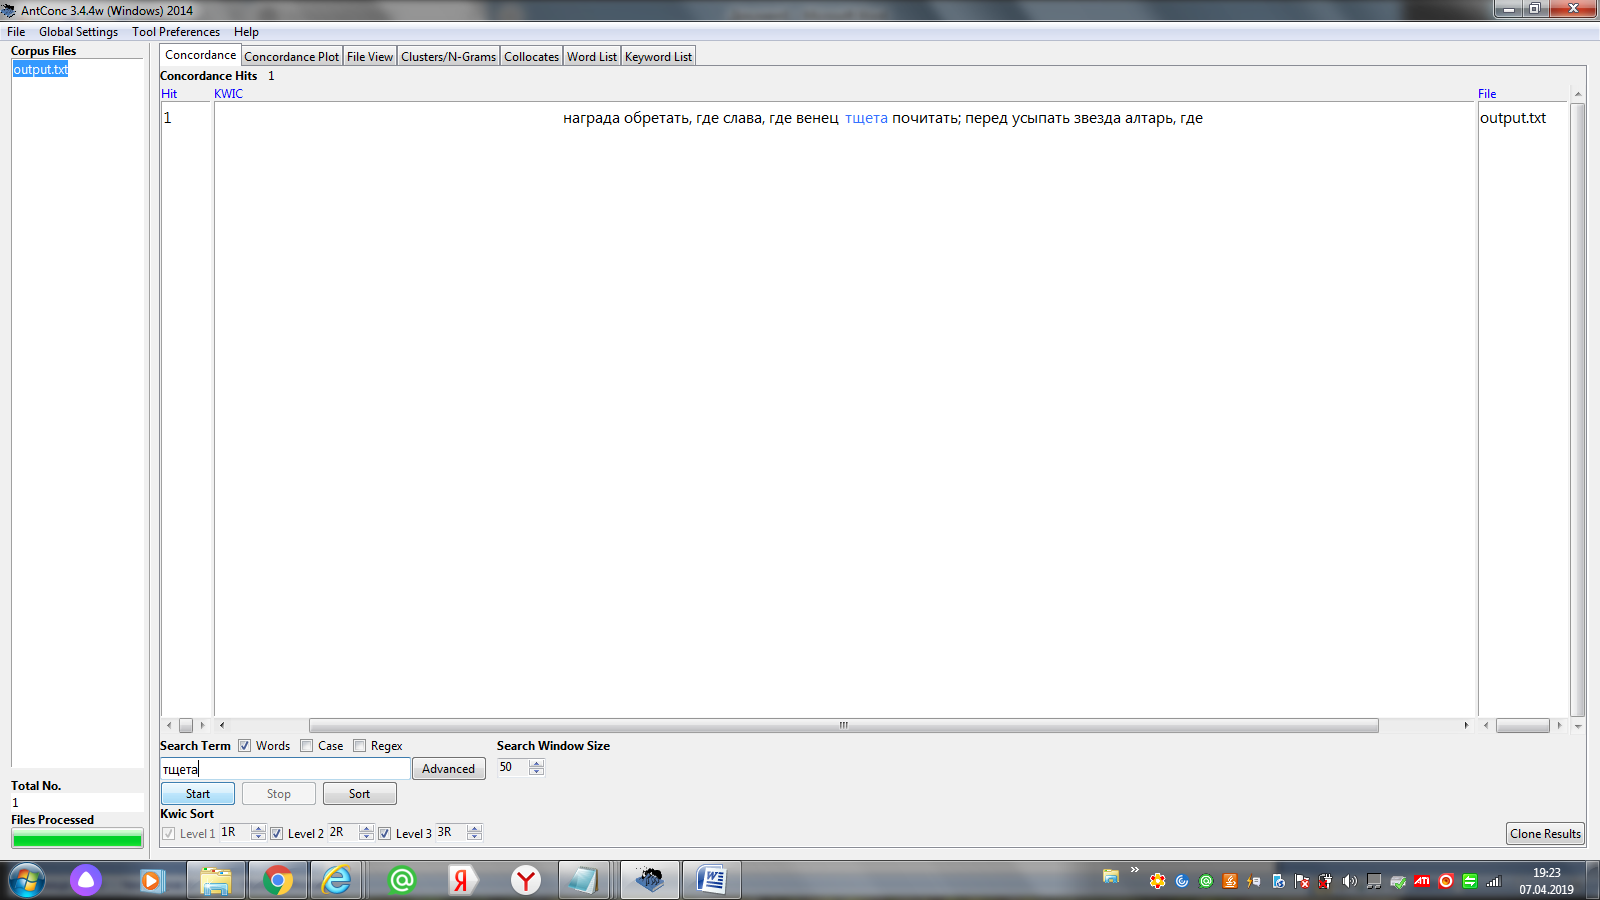 AntConc 3.4.4w (Windows) 2014
File Global Settings Tool Preferences Help
Corpus Files
output.txt
Concordance Concordance Plot File View Clusters/N-Grams Collocates Word List Keyword List
Concordance Hits 1
Hit KWIC File
1 награда обретать, где слава, где венец тщета почитать; перед усыпать звезда алтарь, где output.txt
Search Term Words Case Regex Search Window Size
тщета Advanced 50
Start Stop Sort
Kwic Sort
Level 1 1R Level 2 2R Level 3 3R
Clone Results
Total No.
1
Files Processed
19:23
07.04.2019